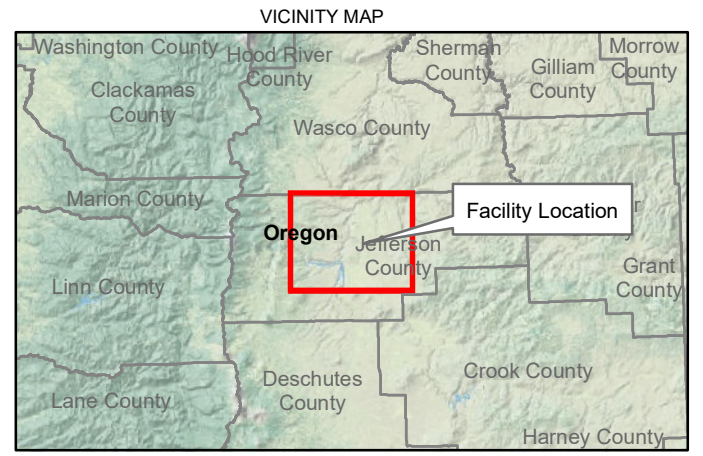 VICINITY MAP
Washington County
Hood River
County
Sherman
County
Gilliam
County
Morrow
County
Clackamas
County
Wasco County
Marion County
Facility Location
Oregon
Jefferson
County
Linn County
Grant
County
Deschutes
County
Crook County
Lane County
Harney County